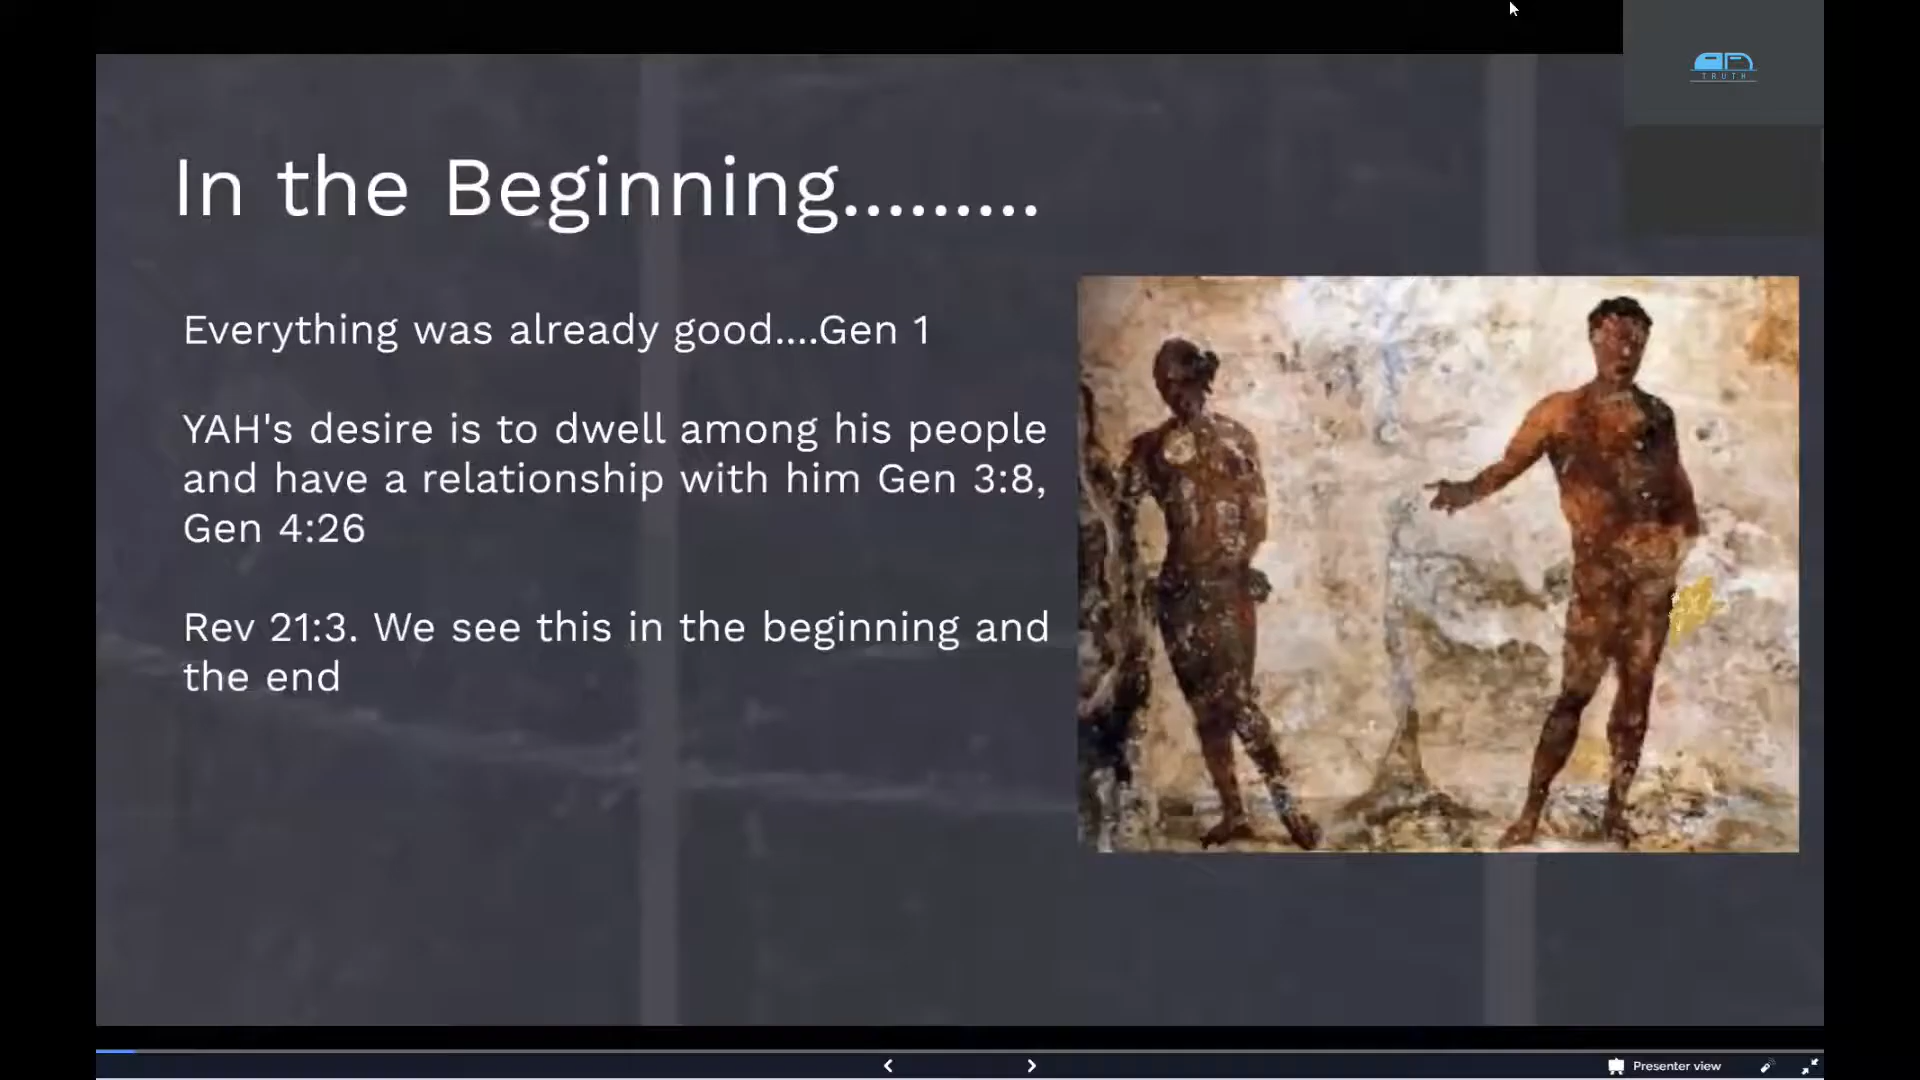 TRUTH
In the Beginning.........
Everything was already good....Gen 1
YAH's desire is to dwell among his people
and have a relationship with him Gen 3:8,
Gen 4:26
Rev 21:3. We see this in the beginning and
the end
Presenter view